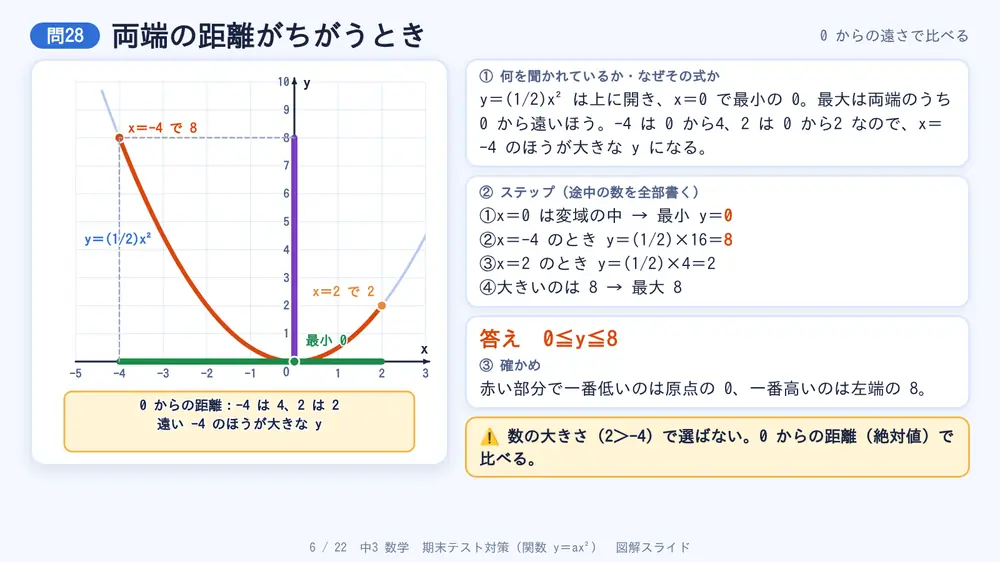 問28 両端の距離がちがうとき
0 からの遠さで比べる
y
10
9
8
7
6
5
4
3
2
1
x=-4 で 8
y=(1/2)x²
x=2 で 2
最小 0
x
-5 -4 -3 -2 -1 0 1 2 3
0 からの距離：-4 は 4、2 は 2
遠い -4 のほうが大きな y
① 何を聞かれているか・なぜその式か
y=(1/2)x² は上に開き、x=0 で最小の 0。最大は両端のうち
0 から遠いほう。-4 は 0 から4、2 は 0 から2 なので、x=
-4 のほうが大きな y になる。
② ステップ（途中の数を全部書く）
①x=0 は変域の中 → 最小 y=0
②x=-4 のとき y=(1/2)×16=8
③x=2 のとき y=(1/2)×4=2
④大きいのは 8 → 最大 8
答え 0≦y≦8
③ 確かめ
赤い部分で一番低いのは原点の 0、一番高いのは左端の 8。
⚠️ 数の大きさ（2＞-4）で選ばない。0 からの距離（絶対値）で
比べる。
6 / 22 中3 数学 期末テスト対策（関数 y=ax²） 図解スライド